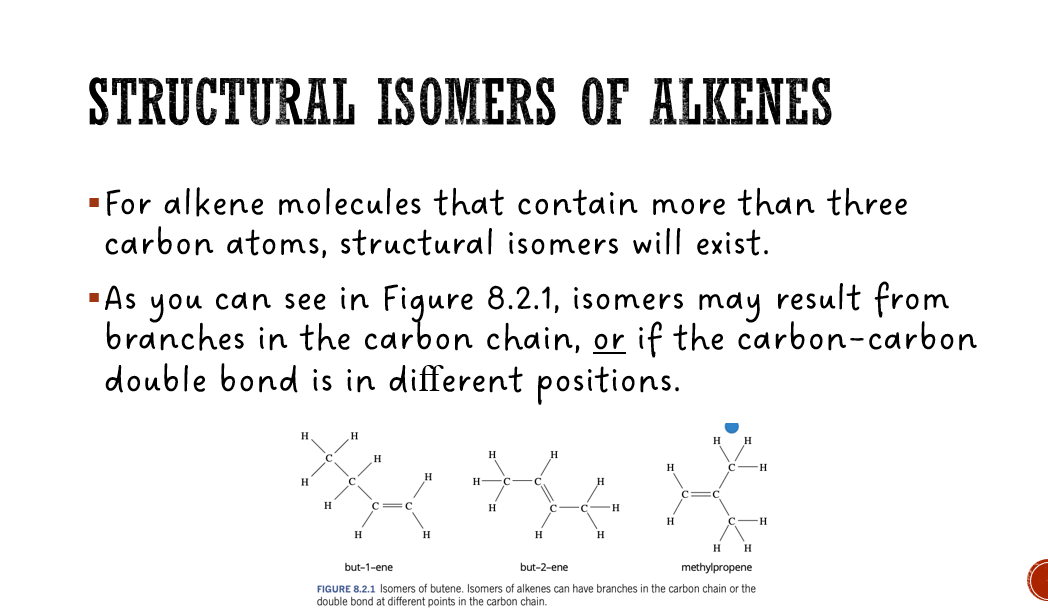 STRUCTURAL ISOMERS OF ALKENES
For alkene molecules that contain more than three
carbon atoms, structural isomers will exist.
As you can see in Figure 8.2.1, isomers may result from
branches in the carbon chain, or if the carbon-carbon
double bond is in different positions.
H H C H H C H H C C H H H
H H H C C H H C C H H H
H H H C H C C H C H H H
but-1-ene but-2-ene methylpropene
FIGURE 8.2.1 Isomers of butene. Isomers of alkenes can have branches in the carbon chain or the
double bond at different points in the carbon chain.